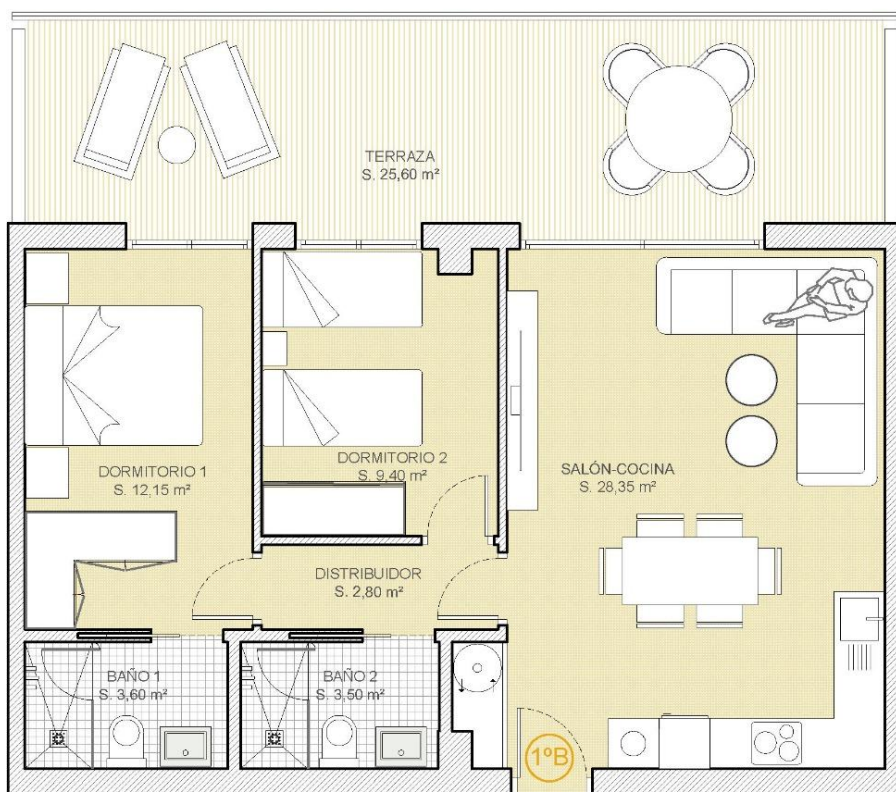 TERRAZA
S. 25,60 m²
DORMITORIO 1
S. 12,15 m²
DORMITORIO 2
S. 9,40 m²
SALÓN-COCINA
S. 28,35 m²
DISTRIBUIDOR
S. 2,80 m²
BAÑO 1
S. 3,60 m²
BAÑO 2
S. 3,50 m²
1ºB